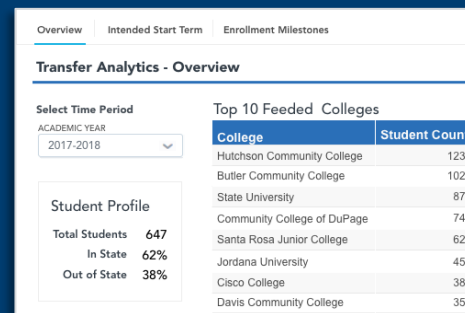 Overview Intended Start Term Enrollment Milestones
Transfer Analytics - Overview
Select Time Period
ACADEMIC YEAR
2017-2018
Student Profile
Total Students 647
In State 62%
Out of State 38%
Top 10 Feeded Colleges
College Student Coun
Hutchson Community College 123
Butler Community College 102
State University 87
Community College of DuPage 74
Santa Rosa Junior College 62
Jordana University 45
Cisco College 38
Davis Community College 35